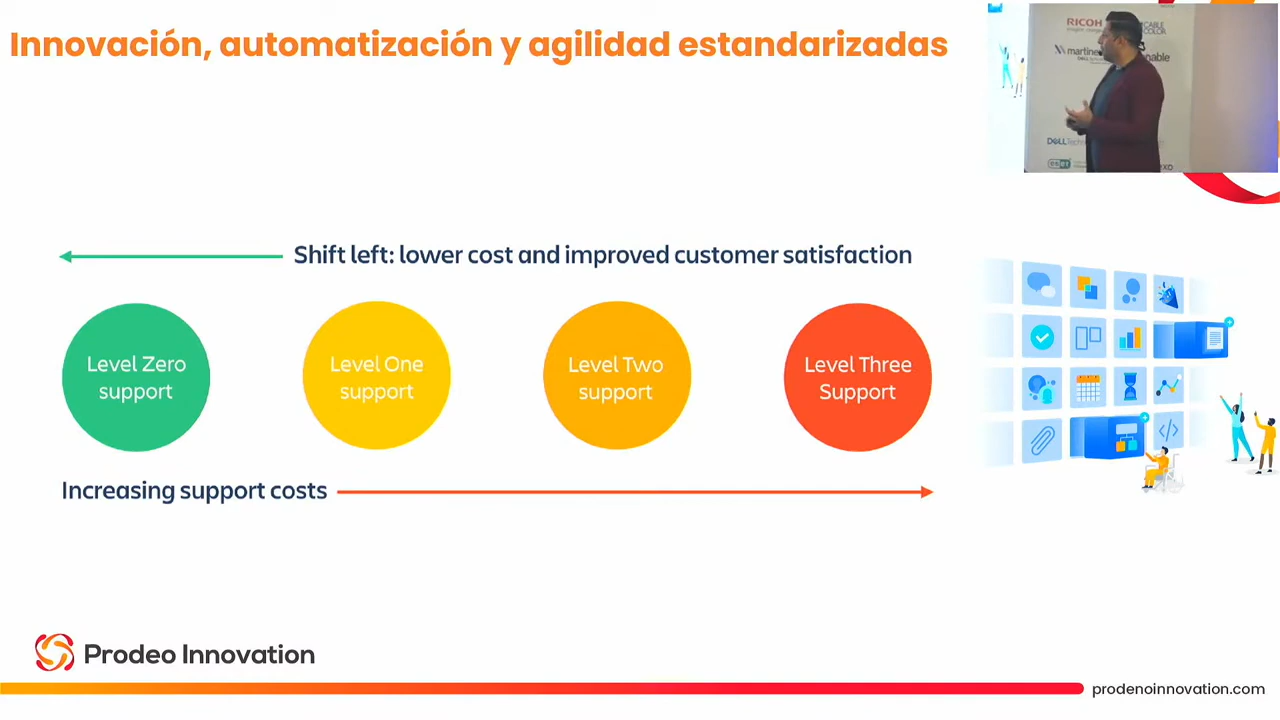 Innovación, automatización y agilidad estandarizadas
RICOH
DELL
eseT
Shift left: lower cost and improved customer satisfaction
Level Zero
support
Level One
support
Level Two
support
Level Three
Support
Increasing support costs
Prodeo Innovation
prodenoinnovation.com